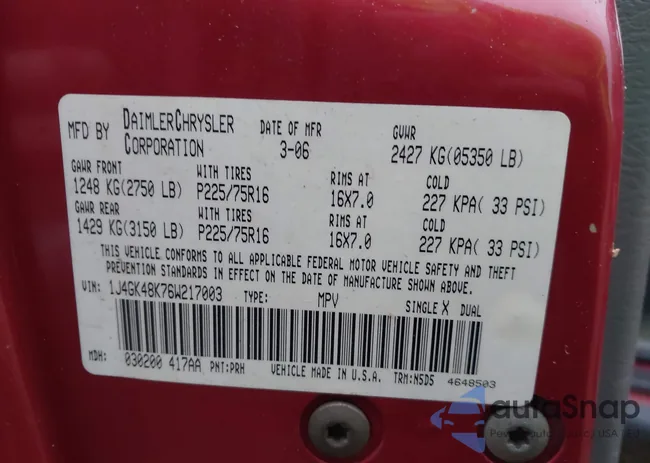 MFD BY DAIMLERCHRYSLER CORPORATION DATE OF MFR 3-06 GVWR 2427 KG(05350 LB)
GAWR FRONT WITH TIRES RIMS AT COLD
1248 KG(2750 LB) P225/75R16 16X7.0 227 KPA( 33 PSI)
GAWR REAR WITH TIRES RIMS AT COLD
1429 KG(3150 LB) P225/75R16 16X7.0 227 KPA( 33 PSI)
THIS VEHICLE CONFORMS TO ALL APPLICABLE FEDERAL MOTOR VEHICLE SAFETY AND THEFT
PREVENTION STANDARDS IN EFFECT ON THE DATE OF MANUFACTURE SHOWN ABOVE.
VIN: 1J4GK48K76W217003 TYPE: MPV SINGLE X DUAL
MDH: 030200 417AA PNT:PRH VEHICLE MADE IN U.S.A. TRM:N5D5 4648503
autoSnap